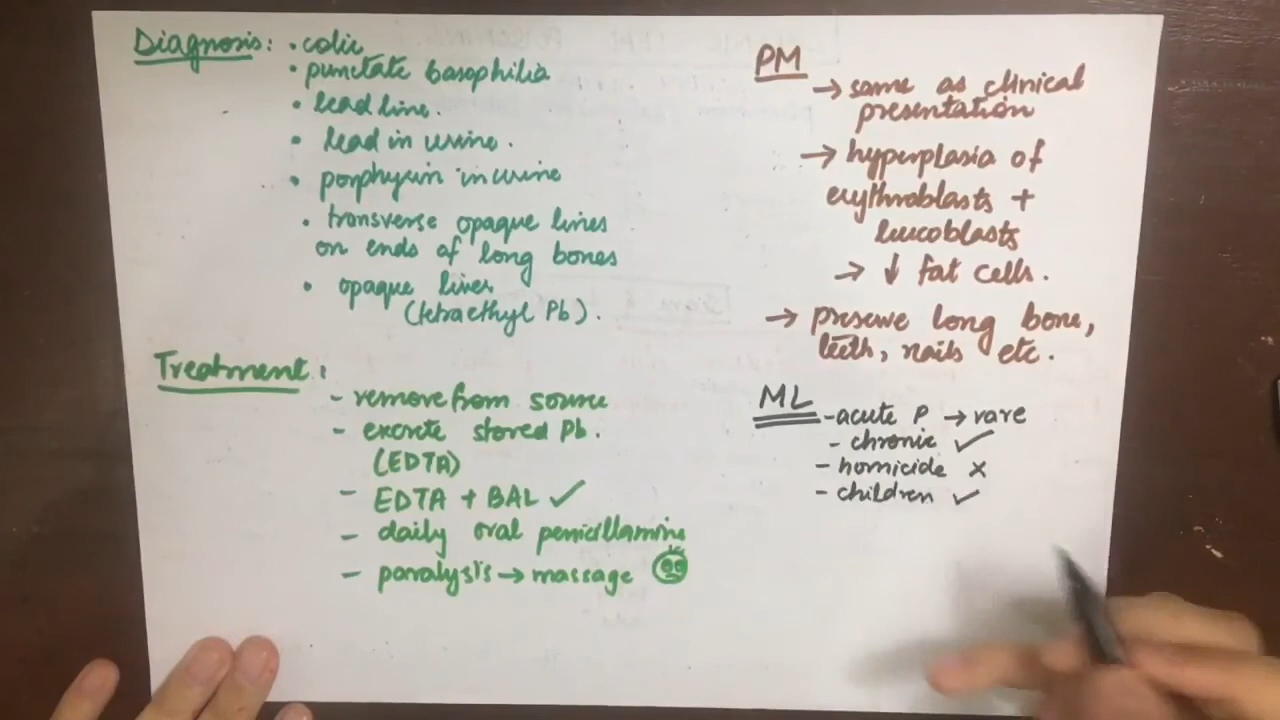 Diagnosis: • colic
• punctate basophilia
• lead line.
• lead in urine.
• porphyrin in urine
• transverse opaque lines
on ends of long bones
• opaque liver
(tetraethyl Pb).
Treatment:
- remove from source
- excrete stored Pb.
(EDTA)
- EDTA + BAL ✓
- daily oral penicillamine
- paralysis → massage
PM
→ same as clinical
presentation
→ hyperplasia of
erythroblasts +
leucoblasts
→ ↓ fat cells.
→ preserve long bone,
teeth, nails etc.
ML - acute P → rare
- chronic ✓
- homicide x
- children ✓